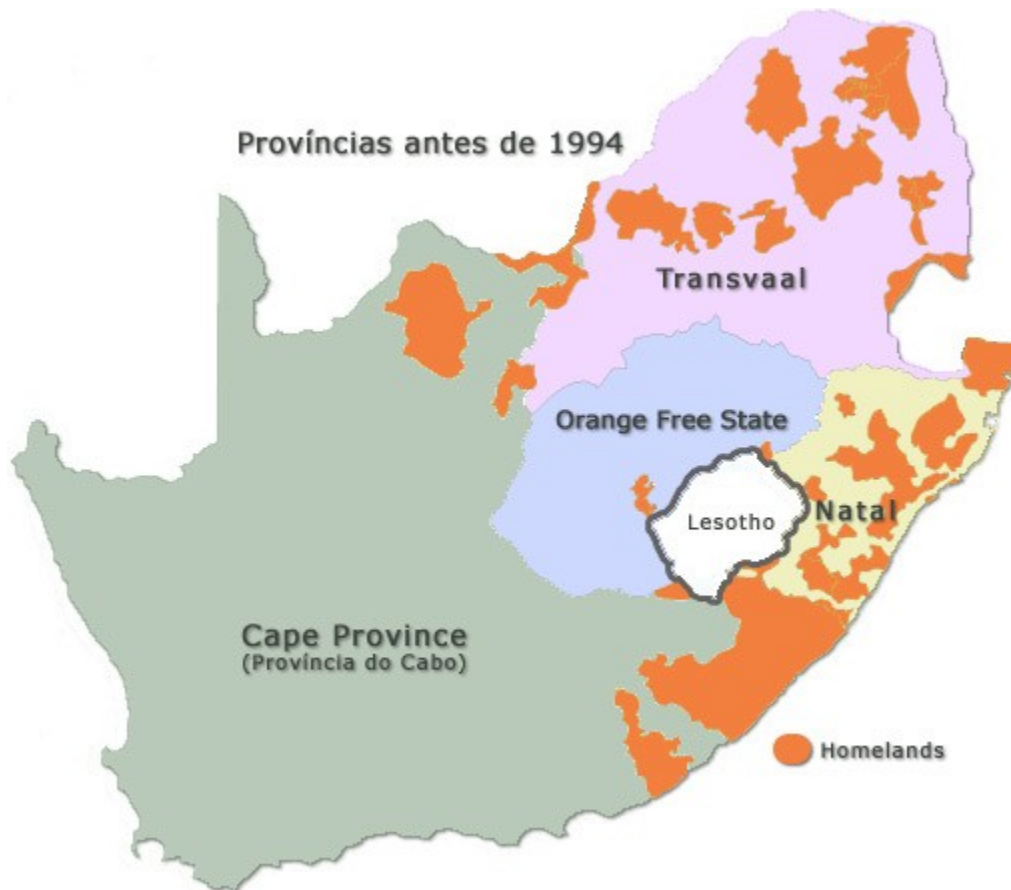 Províncias antes de 1994
Transvaal
Orange Free State
Lesotho
Natal
Cape Province
(Província do Cabo)
Homelands